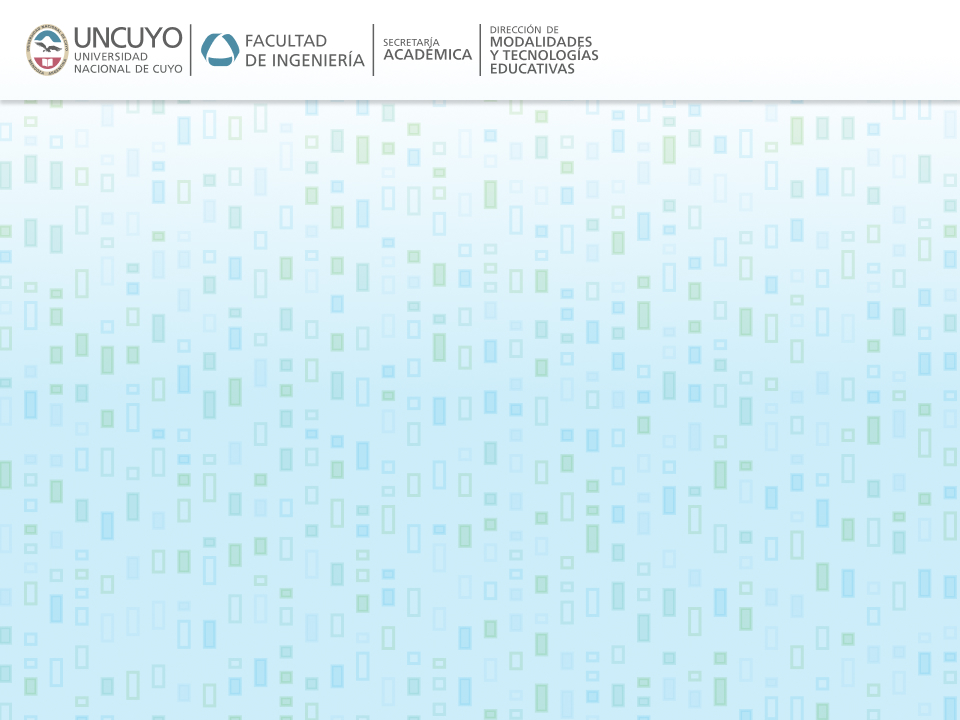 UNCUYO
UNIVERSIDAD
NACIONAL DE CUYO
FACULTAD
DE INGENIERÍA
SECRETARÍA
ACADÉMICA
DIRECCIÓN DE
MODALIDADES
Y TECNOLOGÍAS
EDUCATIVAS